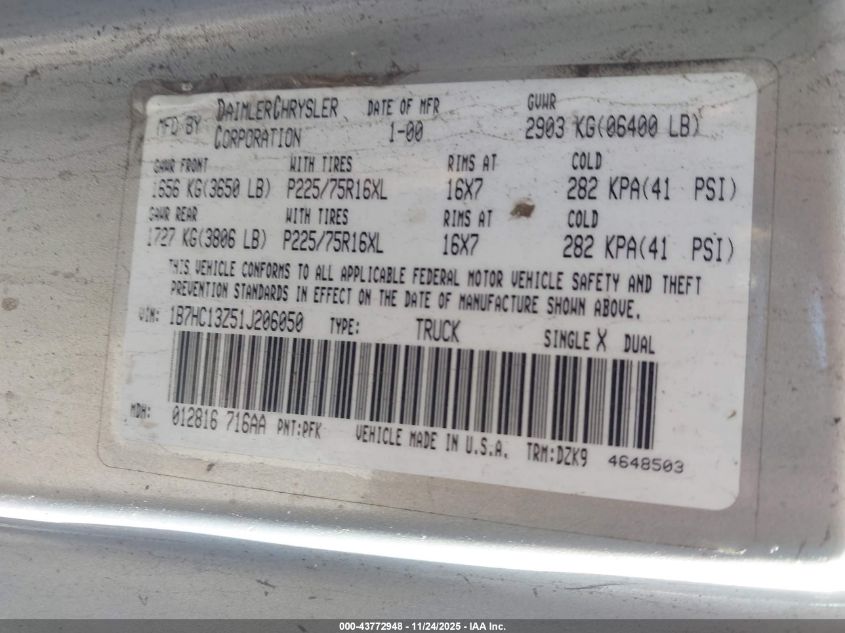 MFD BY DAIMLERCHRYSLER CORPORATION DATE OF MFR 1-00 GVWR 2903 KG(06400 LB)
GAWR FRONT WITH TIRES RIMS AT COLD
1656 KG(3650 LB) P225/75R16XL 16X7 282 KPA(41 PSI)
GAWR REAR WITH TIRES RIMS AT COLD
1727 KG(3806 LB) P225/75R16XL 16X7 282 KPA(41 PSI)
THIS VEHICLE CONFORMS TO ALL APPLICABLE FEDERAL MOTOR VEHICLE SAFETY AND THEFT
PREVENTION STANDARDS IN EFFECT ON THE DATE OF MANUFACTURE SHOWN ABOVE.
VIN: 1B7HC13Z51J206050 TYPE: TRUCK SINGLE X DUAL
MDH: 012816 716AA PNT:PFK VEHICLE MADE IN U.S.A. TRM:DZK9 4648503
000-43772948 - 11/24/2025 - IAA Inc.